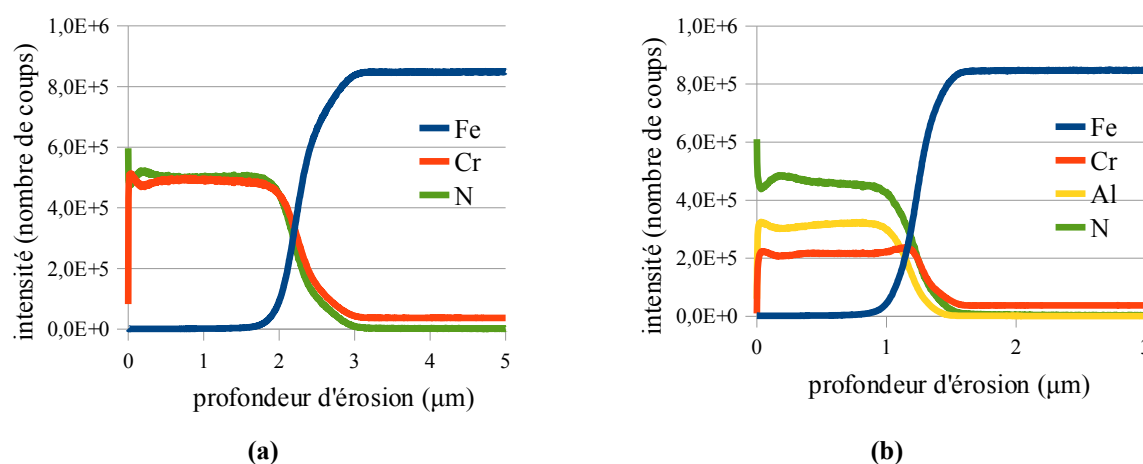 1,0E+6
8,0E+5
6,0E+5
4,0E+5
2,0E+5
0,0E+0
intensité (nombre de coups)
Fe
Cr
N
0 1 2 3 4 5
profondeur d'érosion (μm)
(a)
1,0E+6
8,0E+5
6,0E+5
4,0E+5
2,0E+5
0,0E+0
intensité (nombre de coups)
Fe
Cr
Al
N
0 1 2 3
profondeur d'érosion (μm)
(b)